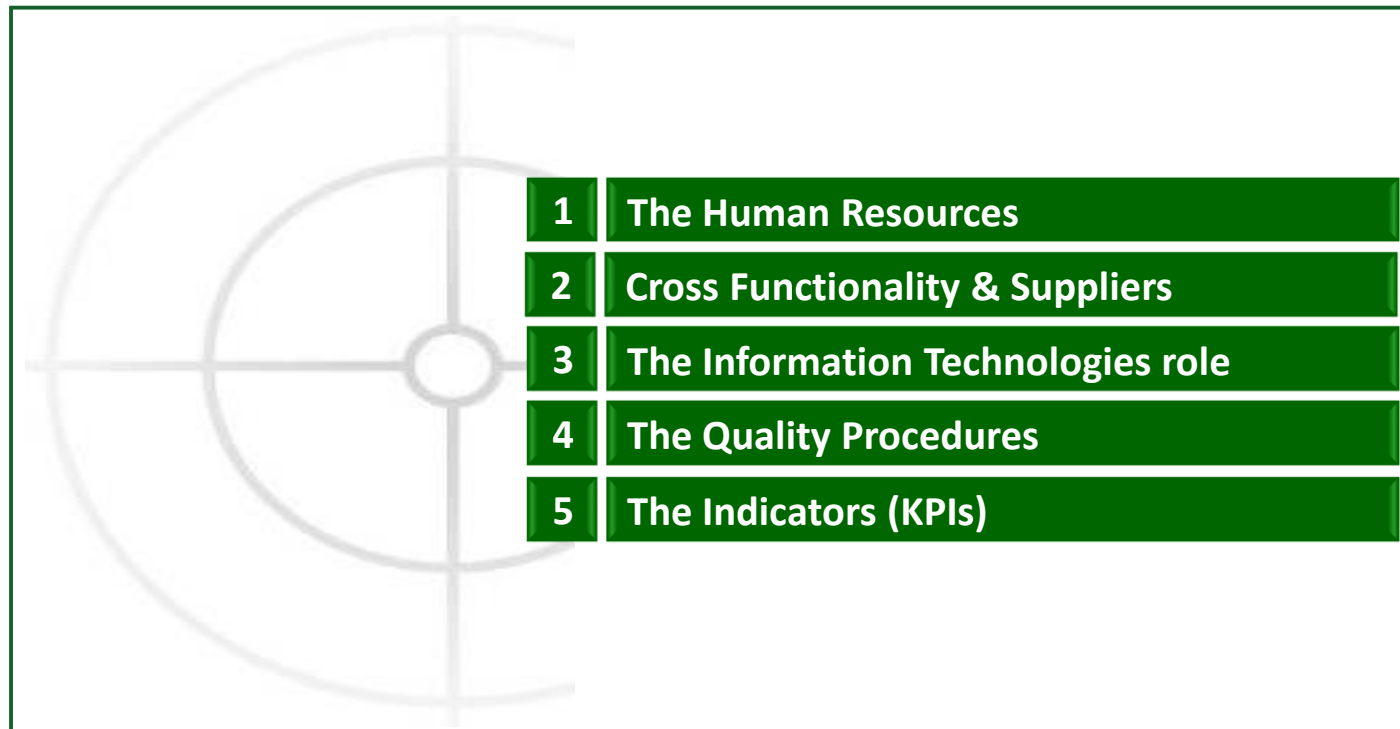 1 The Human Resources
2 Cross Functionality & Suppliers
3 The Information Technologies role
4 The Quality Procedures
5 The Indicators (KPIs)